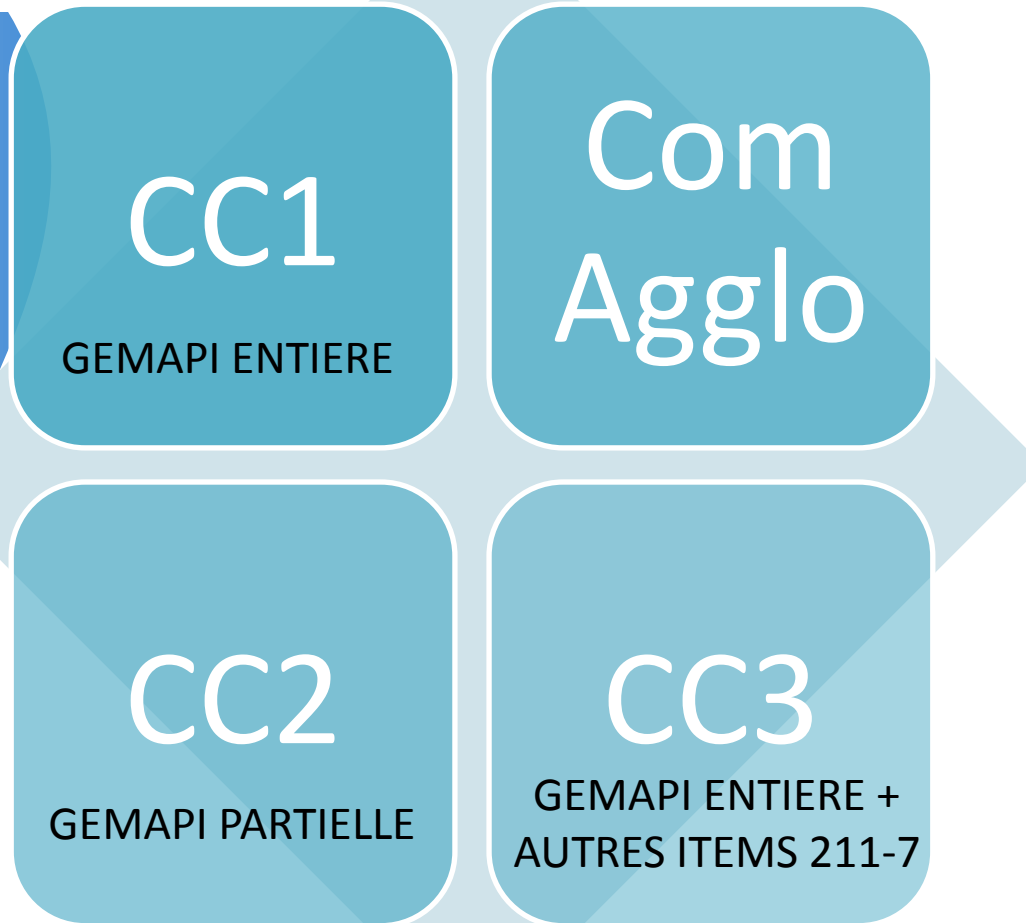 CC1
GEMAPI ENTIERE
Com
Agglo
CC2
GEMAPI PARTIELLE
CC3
GEMAPI ENTIERE +
AUTRES ITEMS 211-7